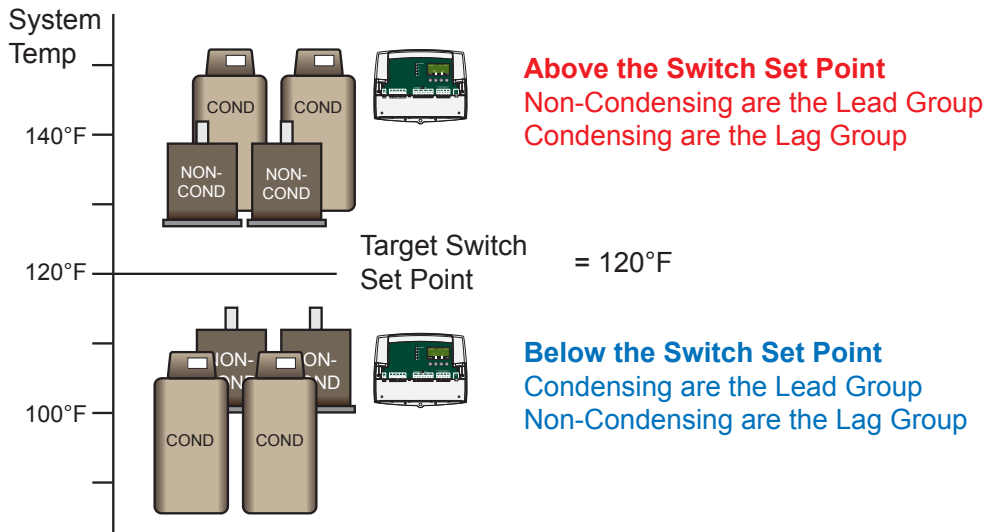 System
Temp
140°F
120°F
100°F
COND
COND
NON-
COND
NON-
COND
Above the Switch Set Point
Non-Condensing are the Lead Group
Condensing are the Lag Group
Target Switch
Set Point
= 120°F
COND
COND
Below the Switch Set Point
Condensing are the Lead Group
Non-Condensing are the Lag Group